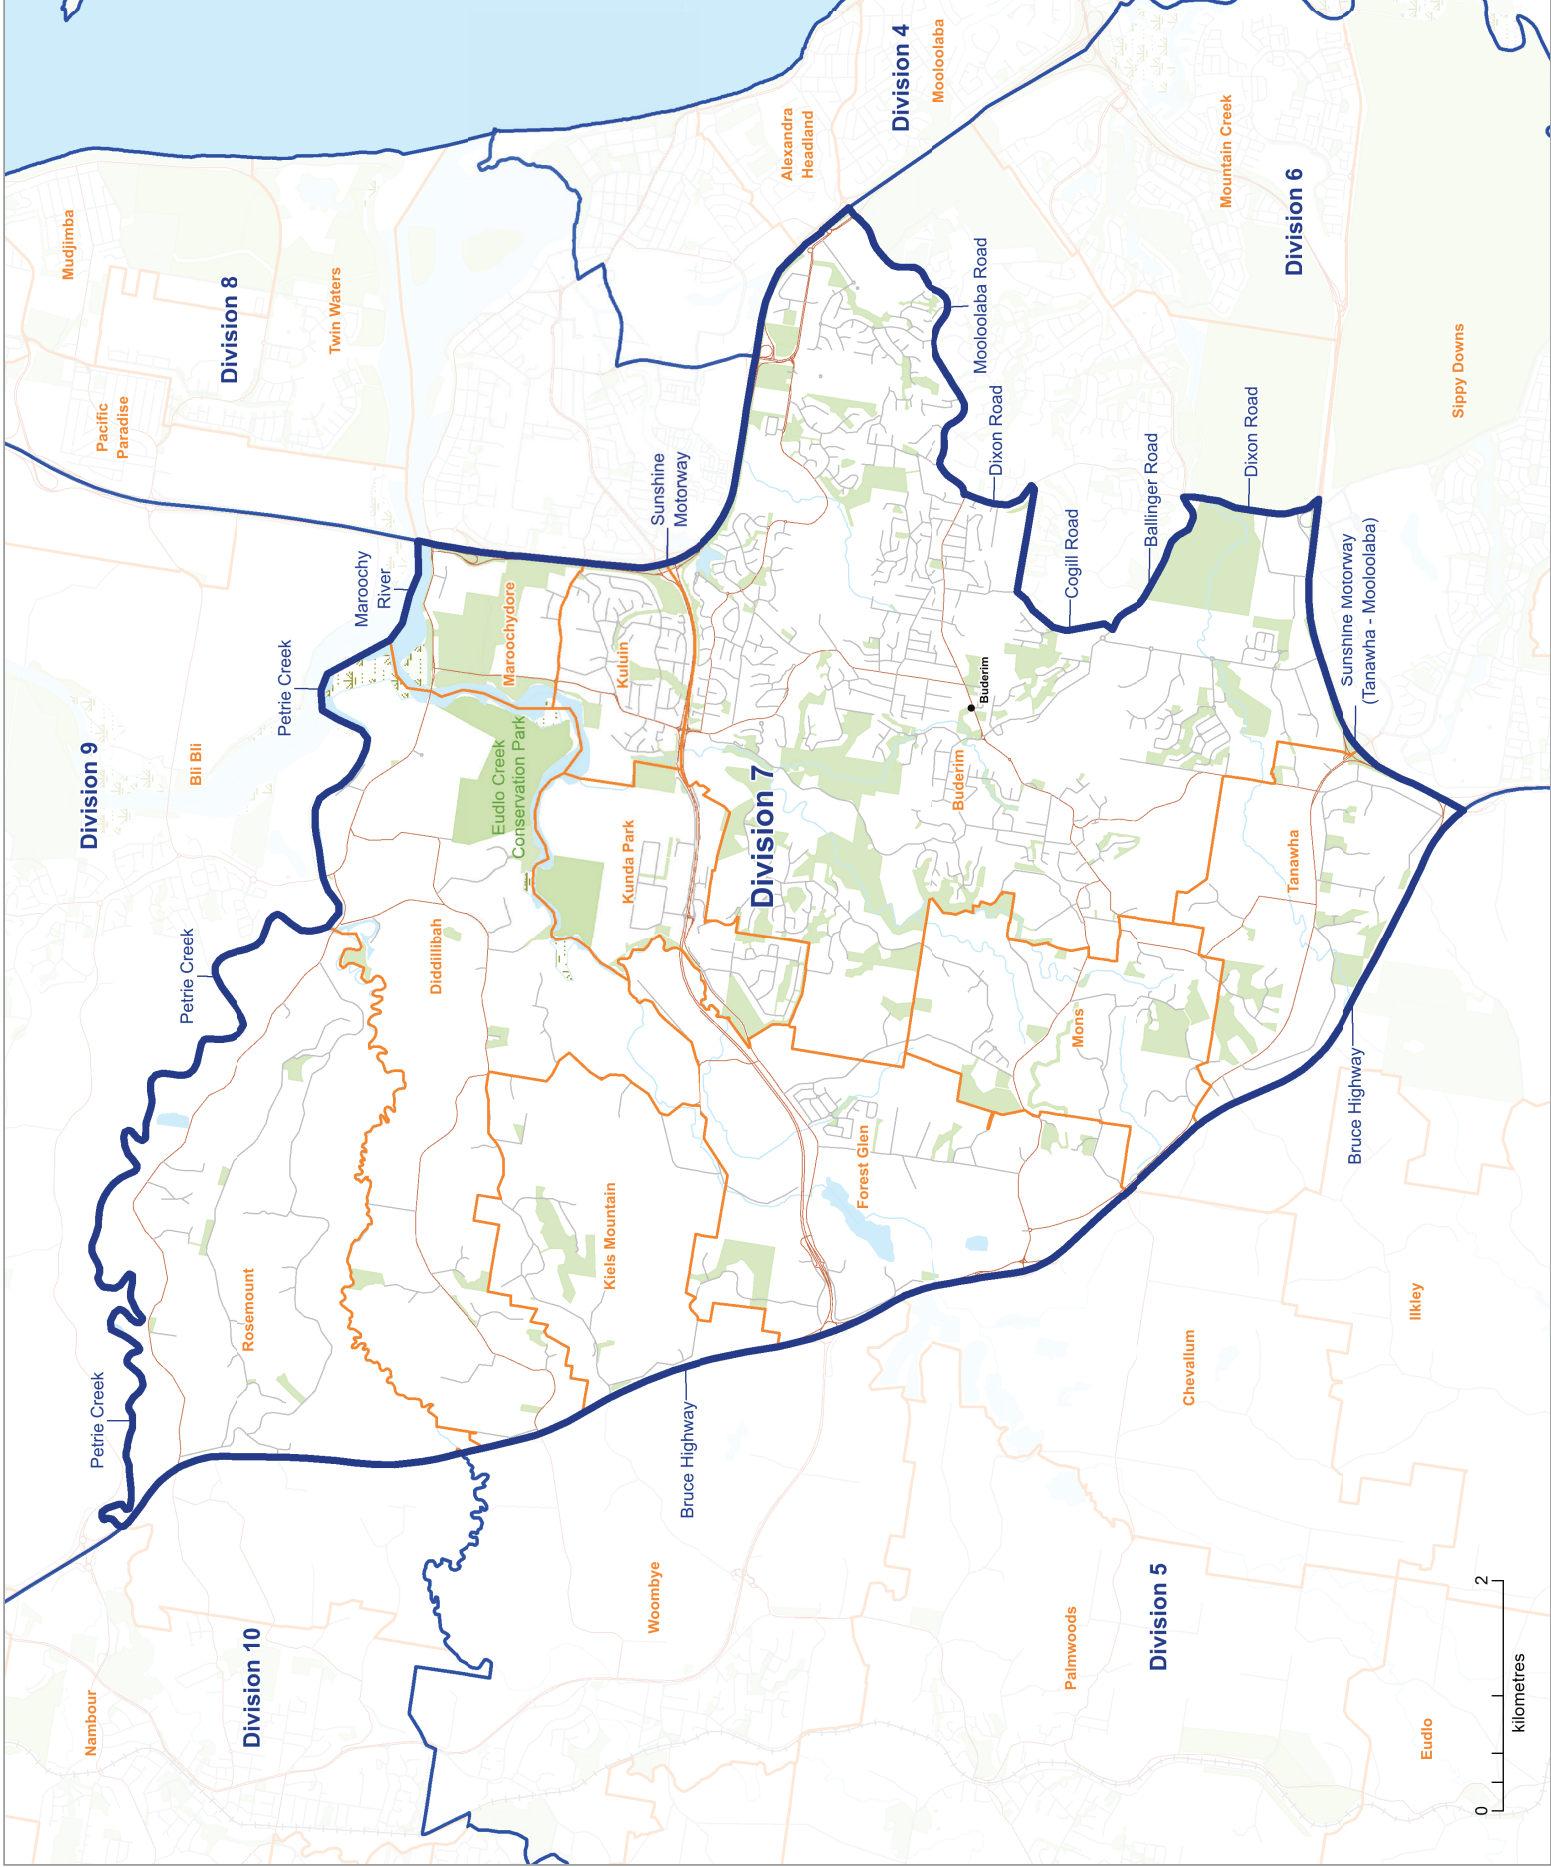 Nambour
Division 10
Petrie Creek
Rosemount
Petrie Creek
Division 9
Bli Bli
Petrie Creek
Maroochy
River
Pacific
Paradise
Mudjimba
Division 8
Twin Waters
Diddillibah
Eudlo Creek
Conservation Park
Maroochydore
Kuluin
Kunda Park
Kiels Mountain
Sunshine
Motorway
Woombye
Bruce Highway
Division 7
Alexandra
Headland
Division 4
Mooloolaba
Forest Glen
Buderim
Buderim
Mooloolaba Road
Dixon Road
Palmwoods
Division 5
Mons
Cogill Road
Ballinger Road
Chevallum
Mountain Creek
Division 6
Dixon Road
Tanawha
Bruce Highway
Sunshine Motorway
(Tanawha - Mooloolaba)
Ilkley
Sippy Downs
Eudlo
0
2
kilometres